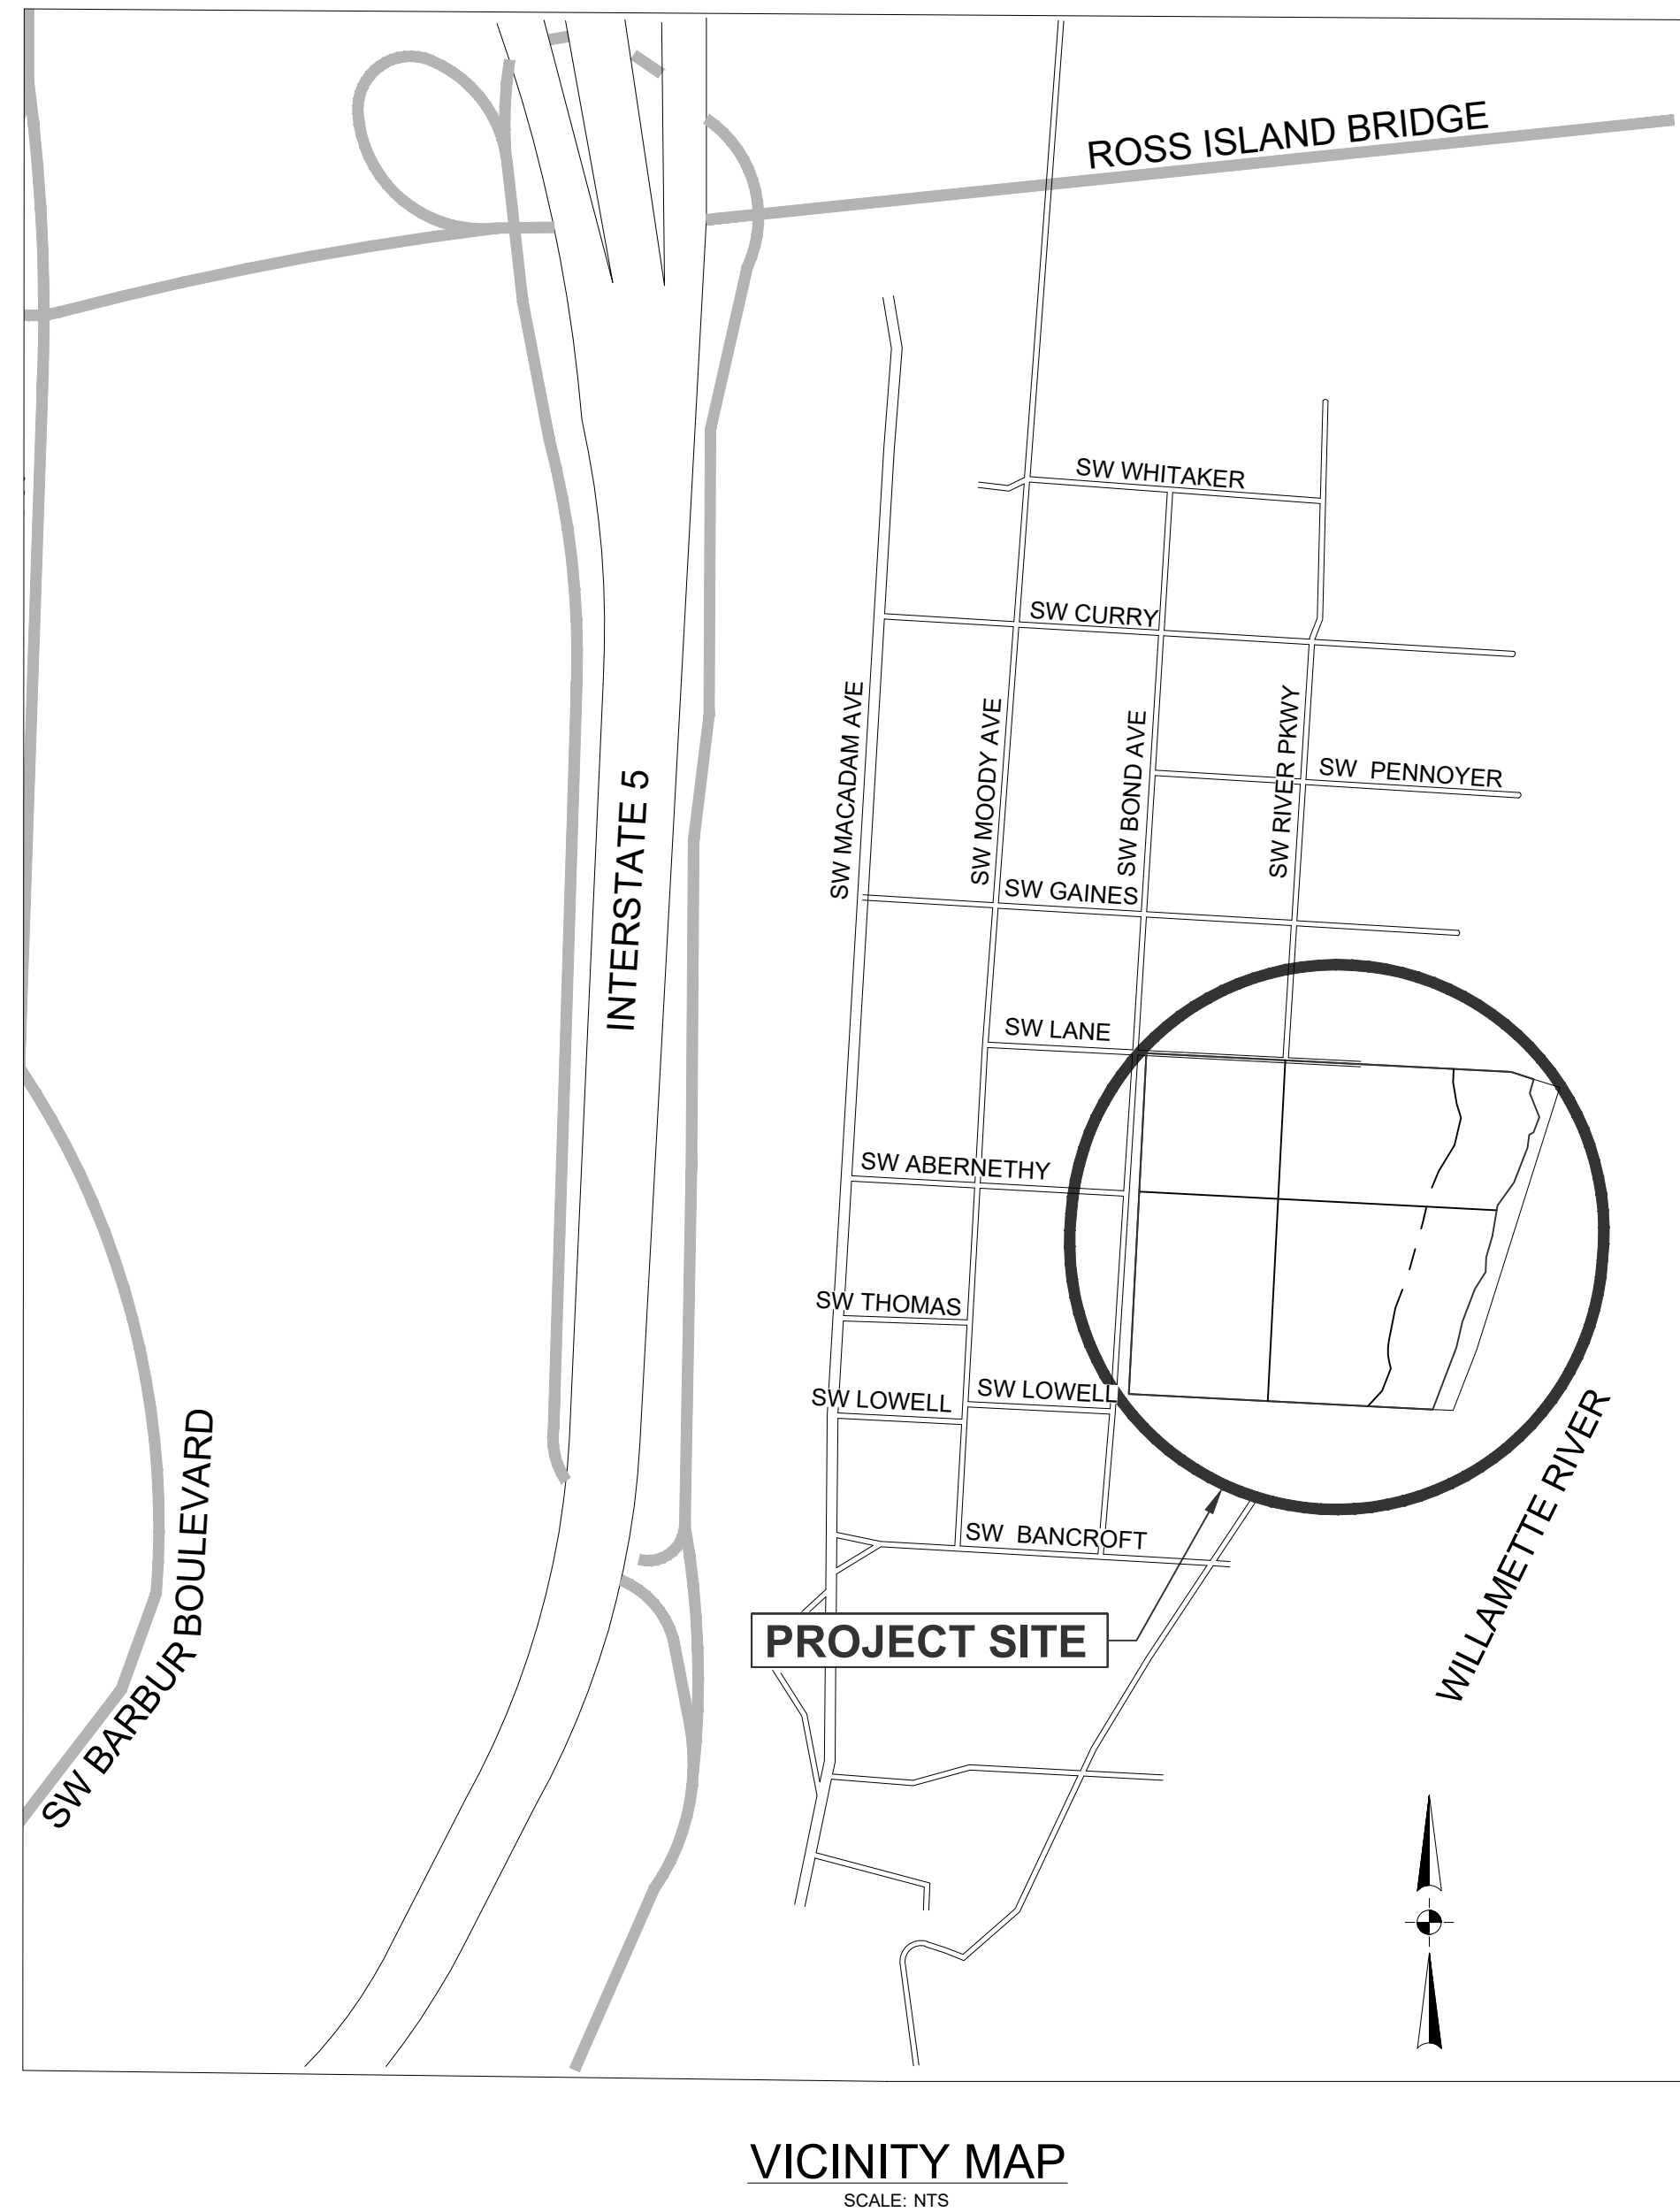 ROSS ISLAND BRIDGE
SW WHITAKER
SW CURRY
SW MACADAM AVE
SW MOODY AVE
SW BOND AVE
SW RIVER PKWY
SW PENNOYER
INTERSTATE 5
SW GAINES
SW LANE
SW ABERNETHY
SW THOMAS
SW LOWELL
SW LOWELL
SW BARBUR BOULEVARD
SW BANCROFT
WILLAMETTE RIVER
PROJECT SITE
VICINITY MAP
SCALE: NTS